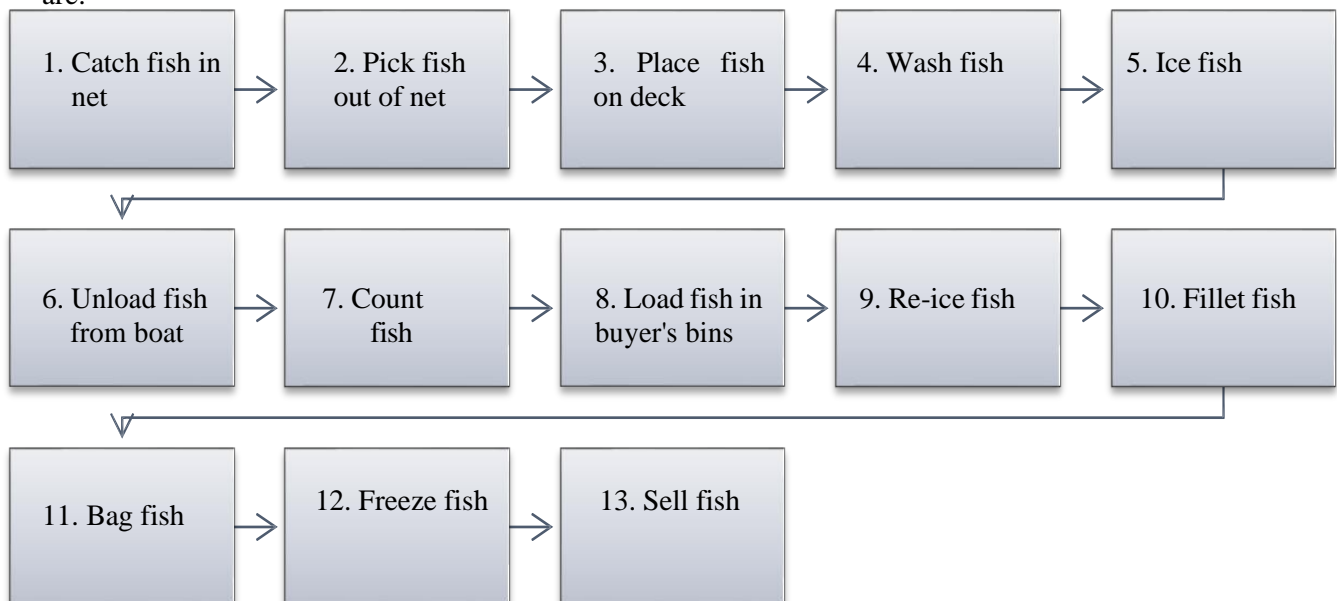 are:
1. Catch fish in
net
2. Pick fish
out of net
3. Place fish
on deck
4. Wash fish
5. Ice fish
6. Unload fish
from boat
7. Count
fish
8. Load fish in
buyer's bins
9. Re-ice fish
10. Fillet fish
11. Bag fish
12. Freeze fish
13. Sell fish